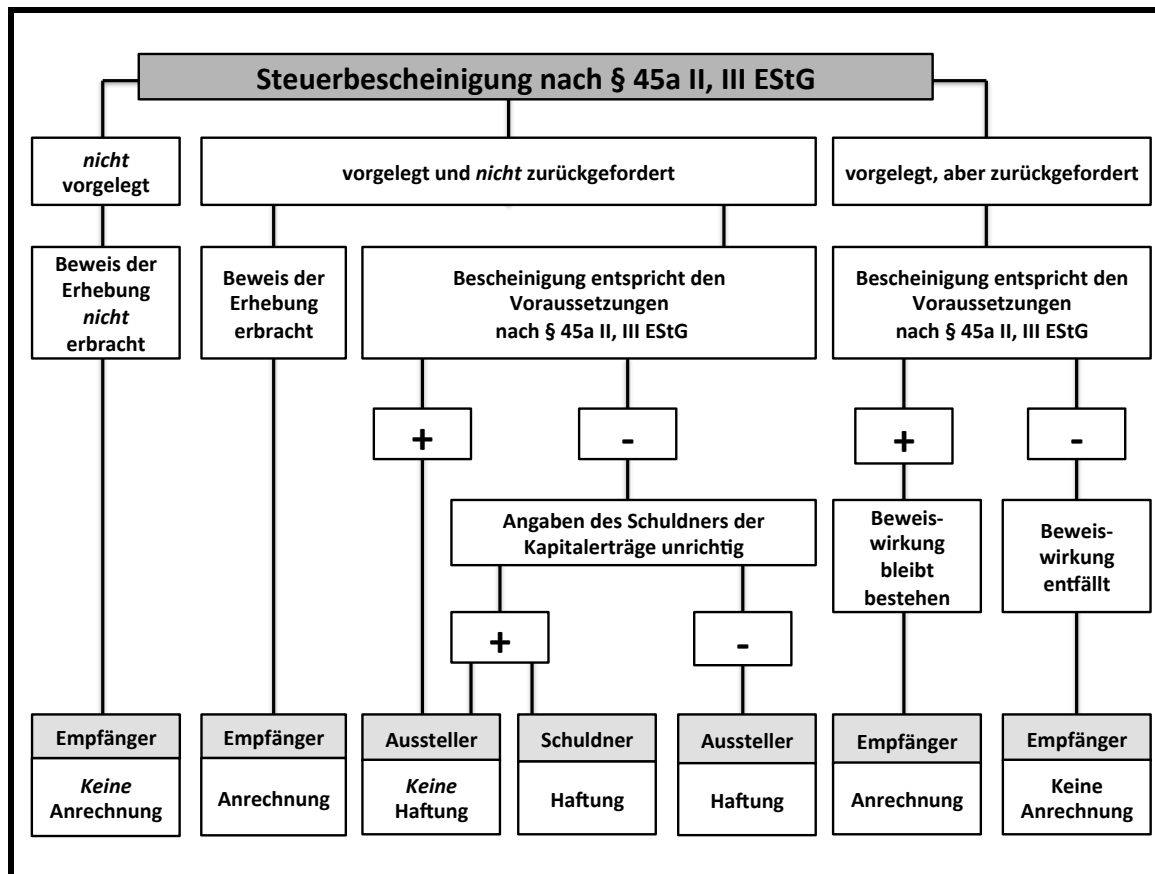 Steuerbescheinigung nach § 45a II, III EStG
nicht
vorgelegt
vorgelegt und nicht zurückgefordert
vorgelegt, aber zurückgefordert
Beweis der
Erhebung
nicht
erbracht
Beweis der
Erhebung
erbracht
Bescheinigung entspricht den
Voraussetzungen
nach § 45a II, III EStG
Bescheinigung entspricht den
Voraussetzungen
nach § 45a II, III EStG
+
-
+
-
Angaben des Schuldners der
Kapitalerträge unrichtig
Beweis-
wirkung
bleibt
bestehen
Beweis-
wirkung
entfällt
+
-
Empfänger
Keine
Anrechnung
Empfänger
Anrechnung
Aussteller
Keine
Haftung
Schuldner
Haftung
Aussteller
Haftung
Empfänger
Anrechnung
Empfänger
Keine
Anrechnung